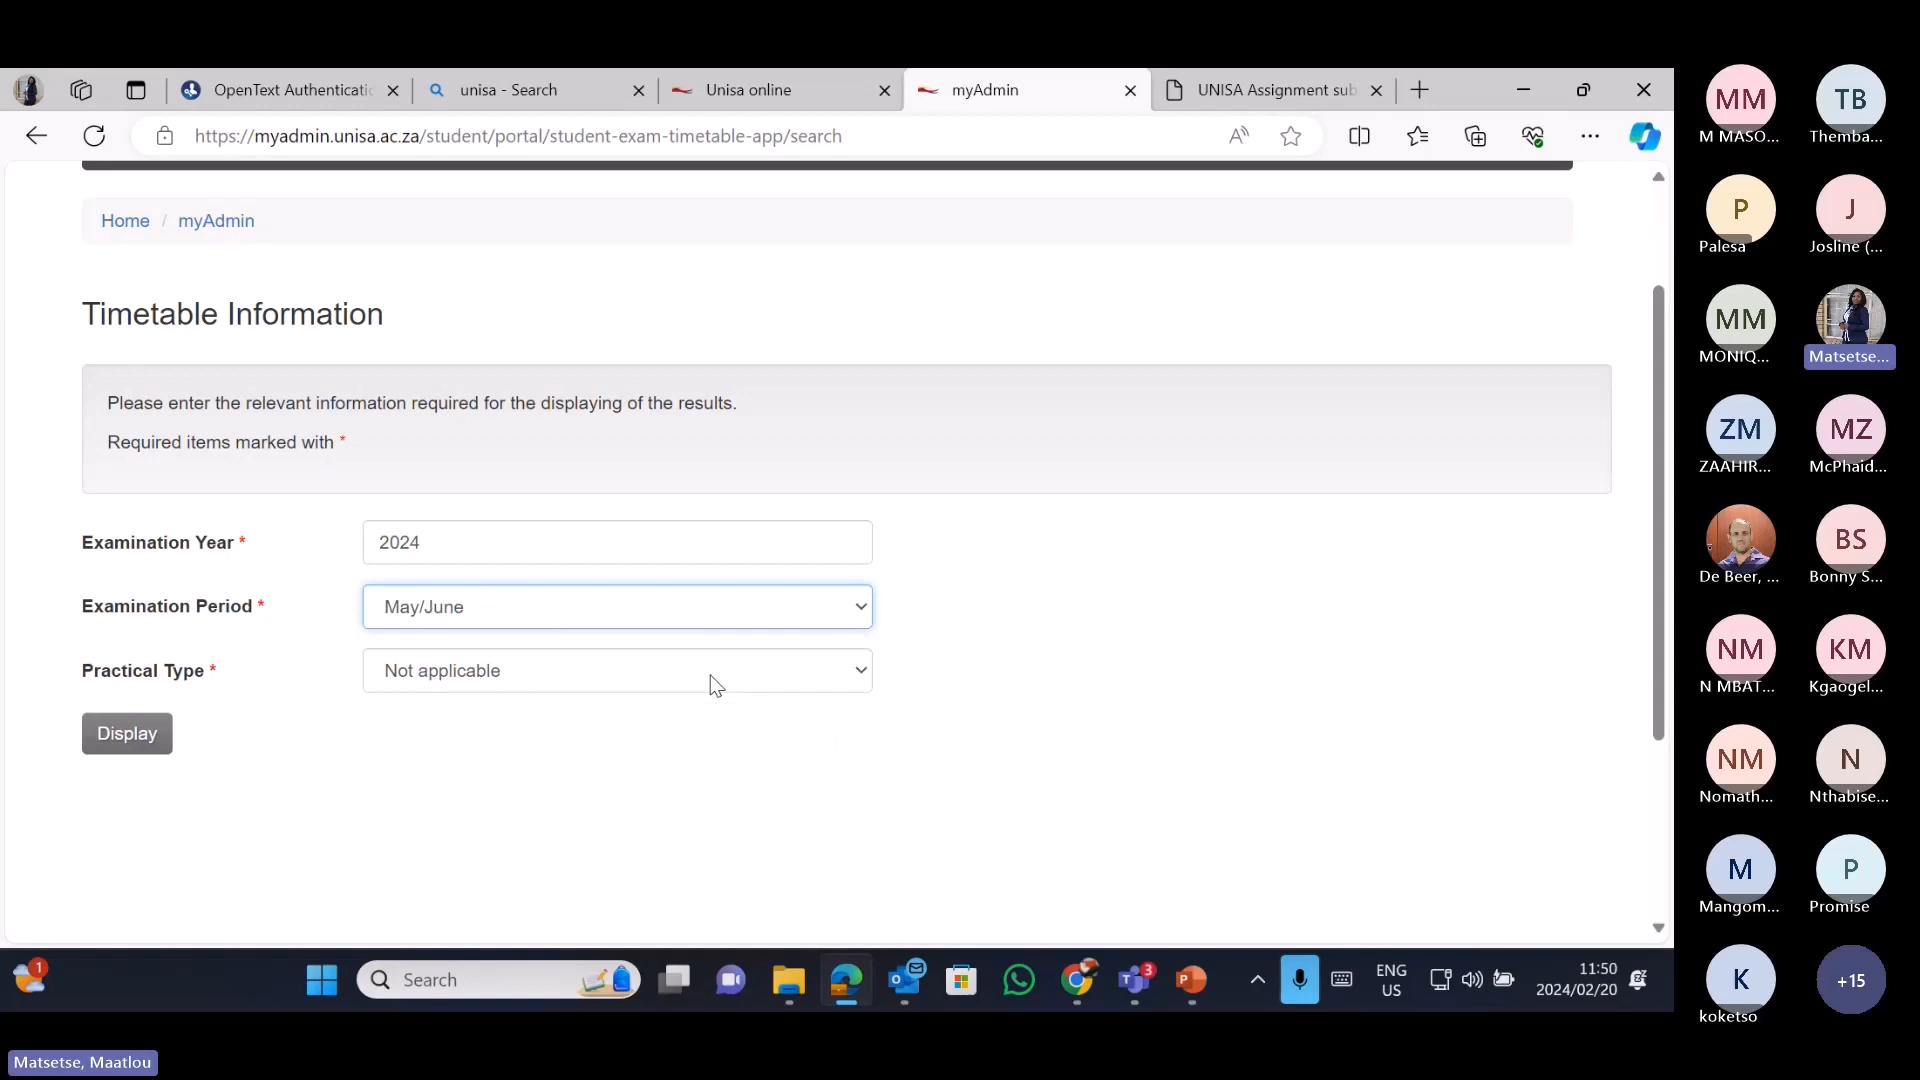 OpenText Authenticatic
unisa - Search
Unisa online
myAdmin
UNISA Assignment sub
https://myadmin.unisa.ac.za/student/portal/student-exam-timetable-app/search
Home / myAdmin
Timetable Information
Please enter the relevant information required for the displaying of the results.
Required items marked with *
Examination Year *
2024
Examination Period *
May/June
Practical Type *
Not applicable
Display
1
Search
3
ENG
US
11:50
2024/02/20
Matsetse, Maatlou
MM
M MASO...
TB
Themba...
P
Palesa
J
Josline (...
MM
MONIQ...
Matsetse...
ZM
ZAAHIR...
MZ
McPhaid...
De Beer, ...
BS
Bonny S...
NM
N MBAT...
KM
Kgaogel...
NM
Nomath...
N
Nthabise...
M
Mangom...
P
Promise
K
koketso
+15